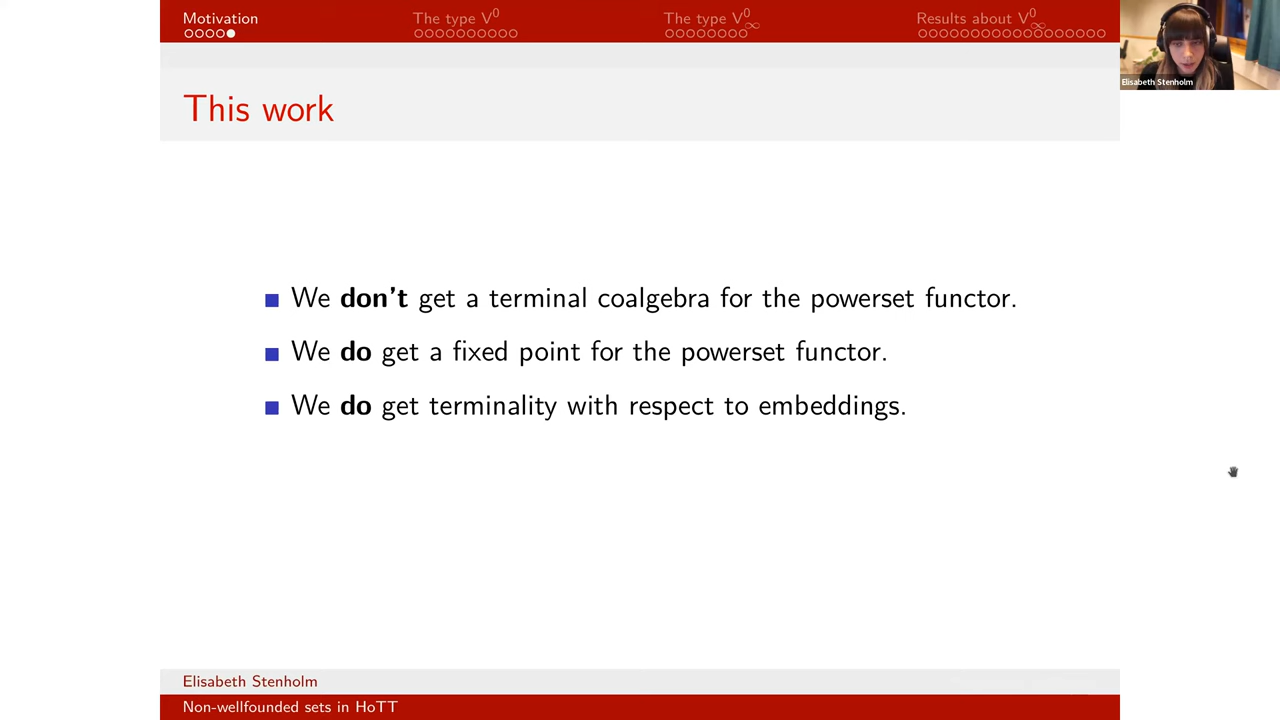 Motivation
The type V⁰
The type V⁰∞
Results about V⁰∞
Elisabeth Stenholm
This work
We don't get a terminal coalgebra for the powerset functor.
We do get a fixed point for the powerset functor.
We do get terminality with respect to embeddings.
Elisabeth Stenholm
Non-wellfounded sets in HoTT